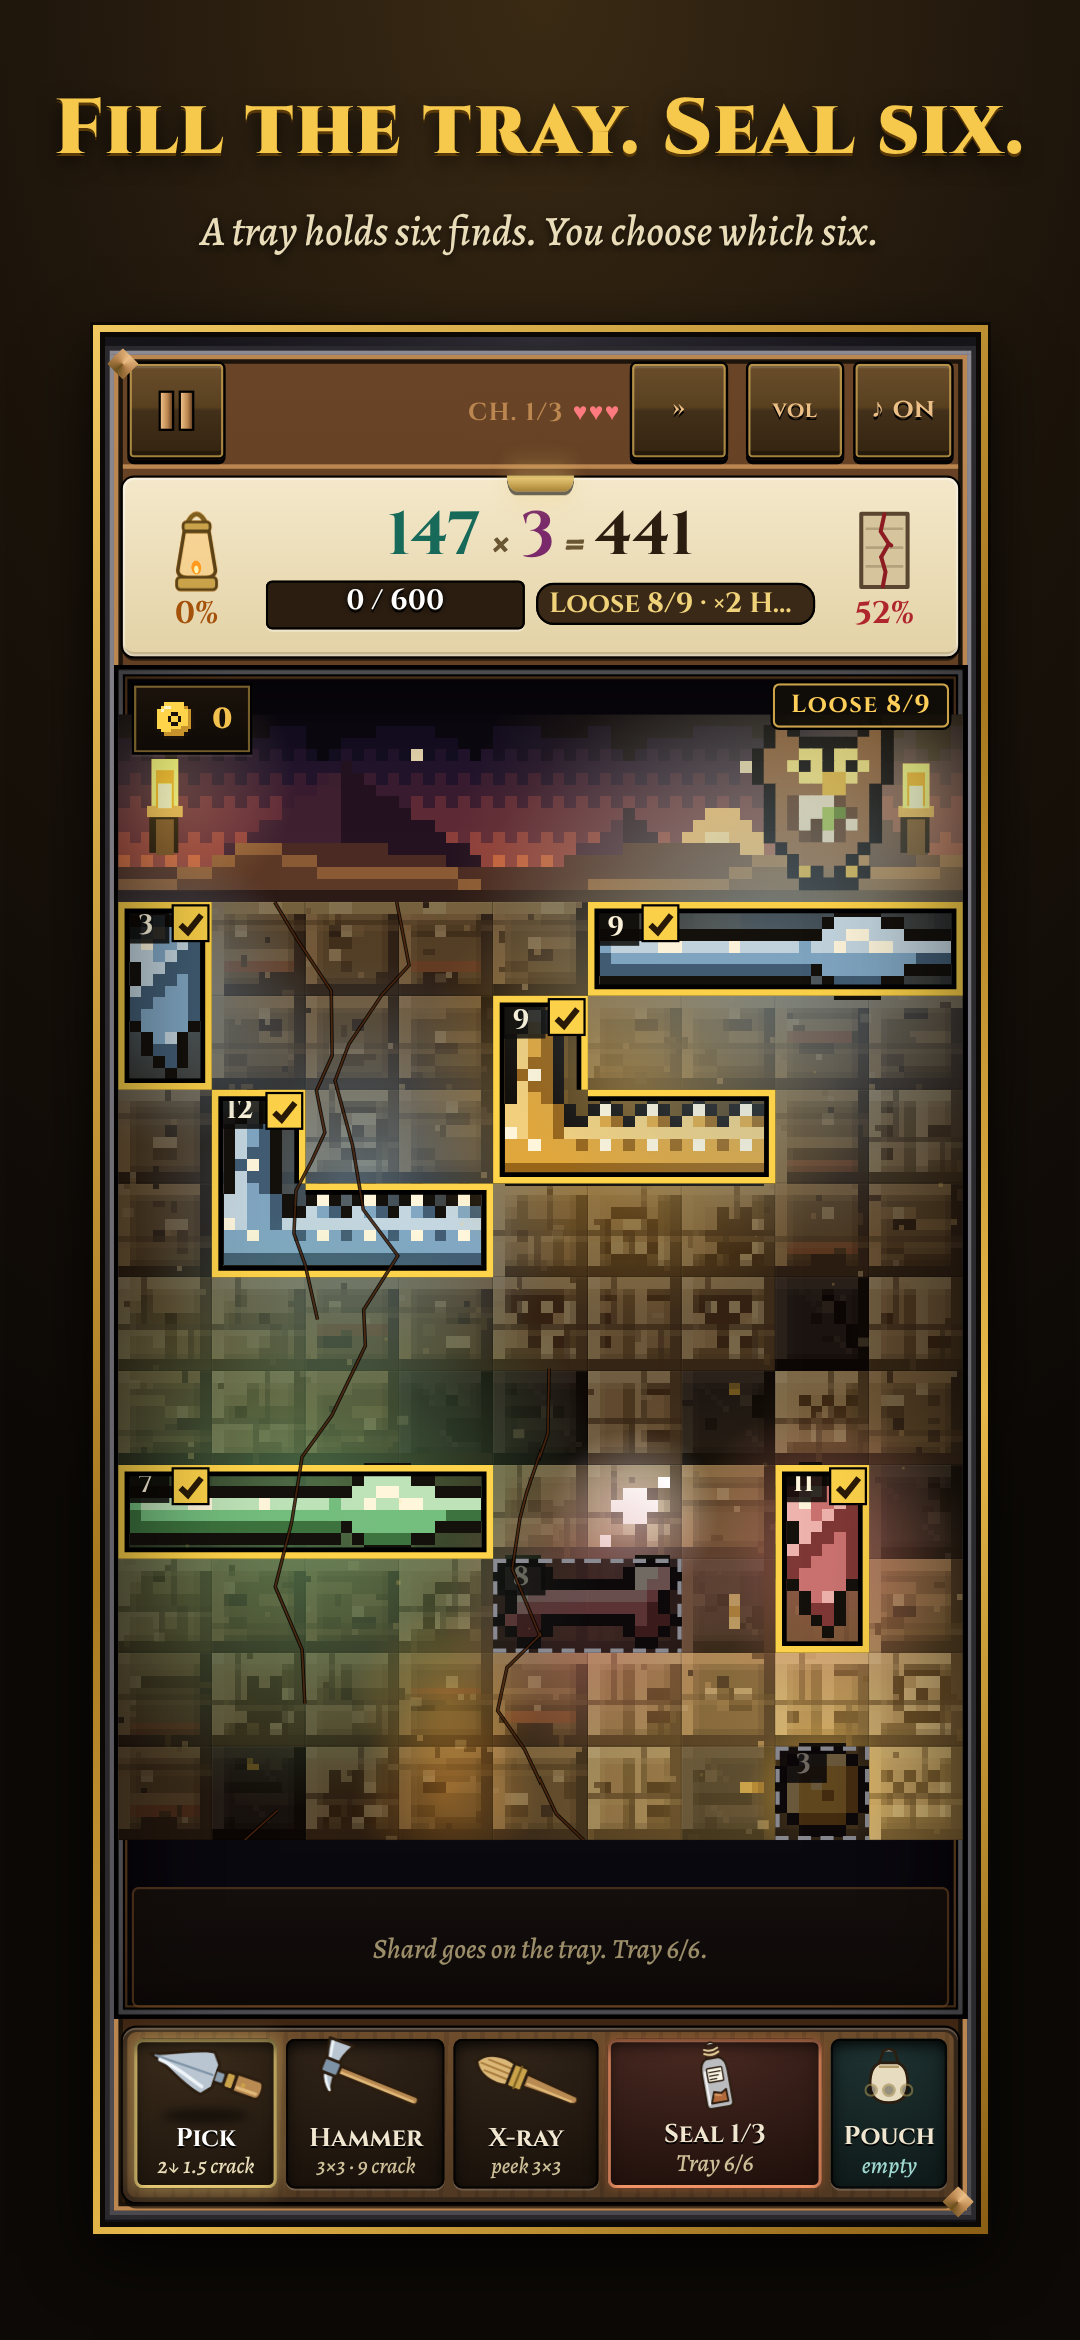 FILL THE TRAY. SEAL SIX.
A tray holds six finds. You choose which six.
CH. 1/3 ♥♥♥
»
VOL
♪ ON
147 × 3 = 441
0%
0 / 600
LOOSE 8/9 · ×2 H...
52%
0
LOOSE 8/9
3
9
9
12
7
11
8
3
Shard goes on the tray. Tray 6/6.
PICK
2↓ 1.5 crack
HAMMER
3×3 · 9 crack
X-RAY
peek 3×3
SEAL 1/3
Tray 6/6
POUCH
empty